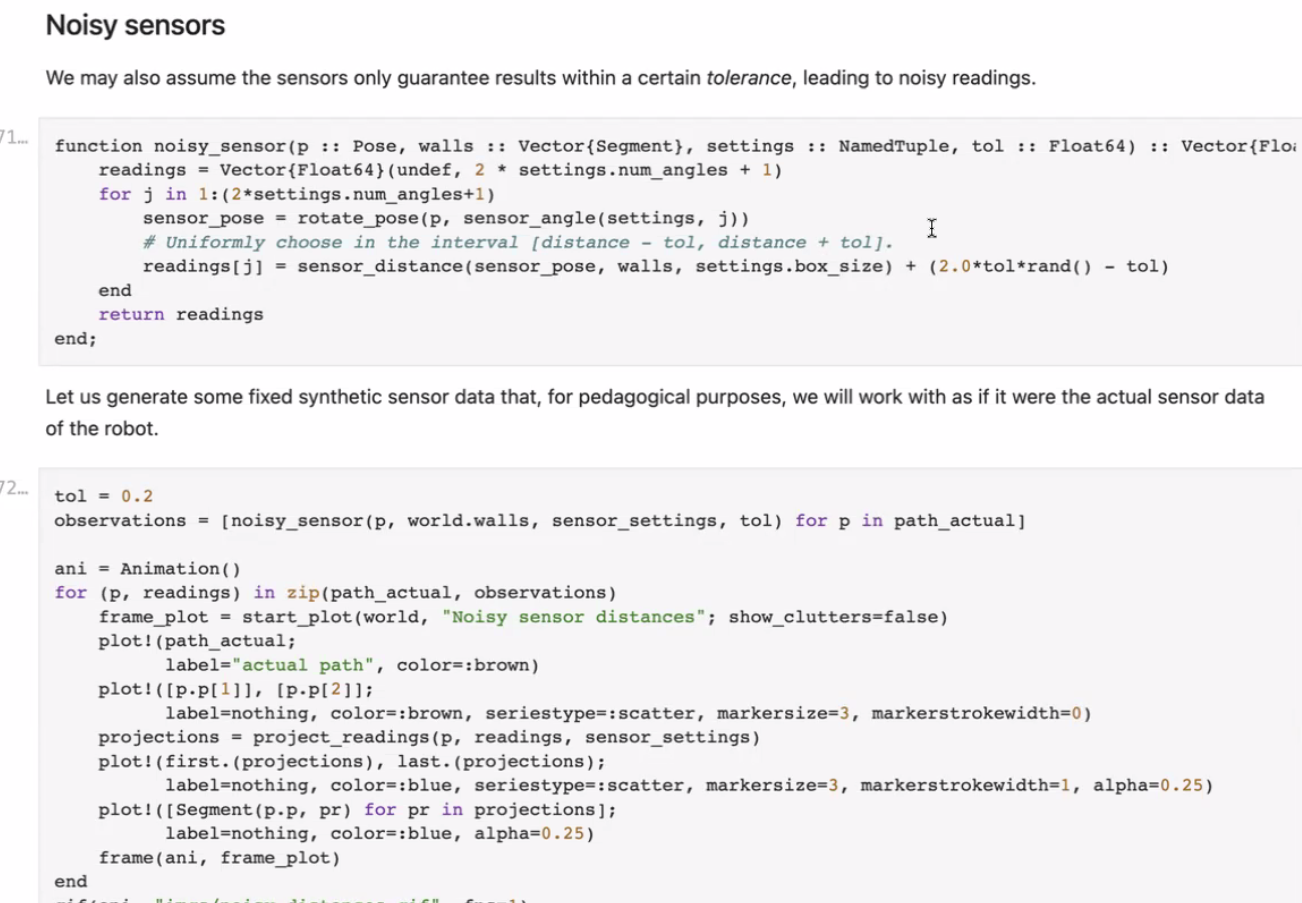 Noisy sensors
We may also assume the sensors only guarantee results within a certain tolerance, leading to noisy readings.
71…
function noisy_sensor(p :: Pose, walls :: Vector{Segment}, settings :: NamedTuple, tol :: Float64) :: Vector{Floa
    readings = Vector{Float64}(undef, 2 * settings.num_angles + 1)
    for j in 1:(2*settings.num_angles+1)
        sensor_pose = rotate_pose(p, sensor_angle(settings, j))
        # Uniformly choose in the interval [distance - tol, distance + tol].
        readings[j] = sensor_distance(sensor_pose, walls, settings.box_size) + (2.0*tol*rand() - tol)
    end
    return readings
end;
Let us generate some fixed synthetic sensor data that, for pedagogical purposes, we will work with as if it were the actual sensor data
of the robot.
72…
tol = 0.2
observations = [noisy_sensor(p, world.walls, sensor_settings, tol) for p in path_actual]
ani = Animation()
for (p, readings) in zip(path_actual, observations)
    frame_plot = start_plot(world, "Noisy sensor distances"; show_clutters=false)
    plot!(path_actual;
          label="actual path", color=:brown)
    plot!([p.p[1]], [p.p[2]];
          label=nothing, color=:brown, seriestype=:scatter, markersize=3, markerstrokewidth=0)
    projections = project_readings(p, readings, sensor_settings)
    plot!(first.(projections), last.(projections);
          label=nothing, color=:blue, seriestype=:scatter, markersize=3, markerstrokewidth=1, alpha=0.25)
    plot!([Segment(p.p, pr) for pr in projections];
          label=nothing, color=:blue, alpha=0.25)
    frame(ani, frame_plot)
end